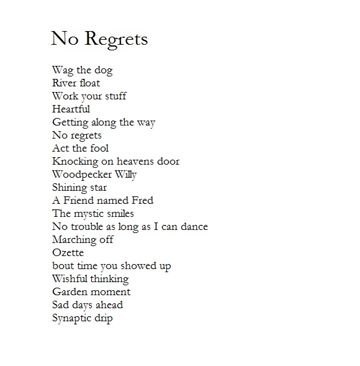 No Regrets
Wag the dog
River float
Work your stuff
Heartful
Getting along the way
No regrets
Act the fool
Knocking on heavens door
Woodpecker Willy
Shining star
A Friend named Fred
The mystic smiles
No trouble as long as I can dance
Marching off
Ozette
bout time you showed up
Wishful thinking
Garden moment
Sad days ahead
Synaptic drip